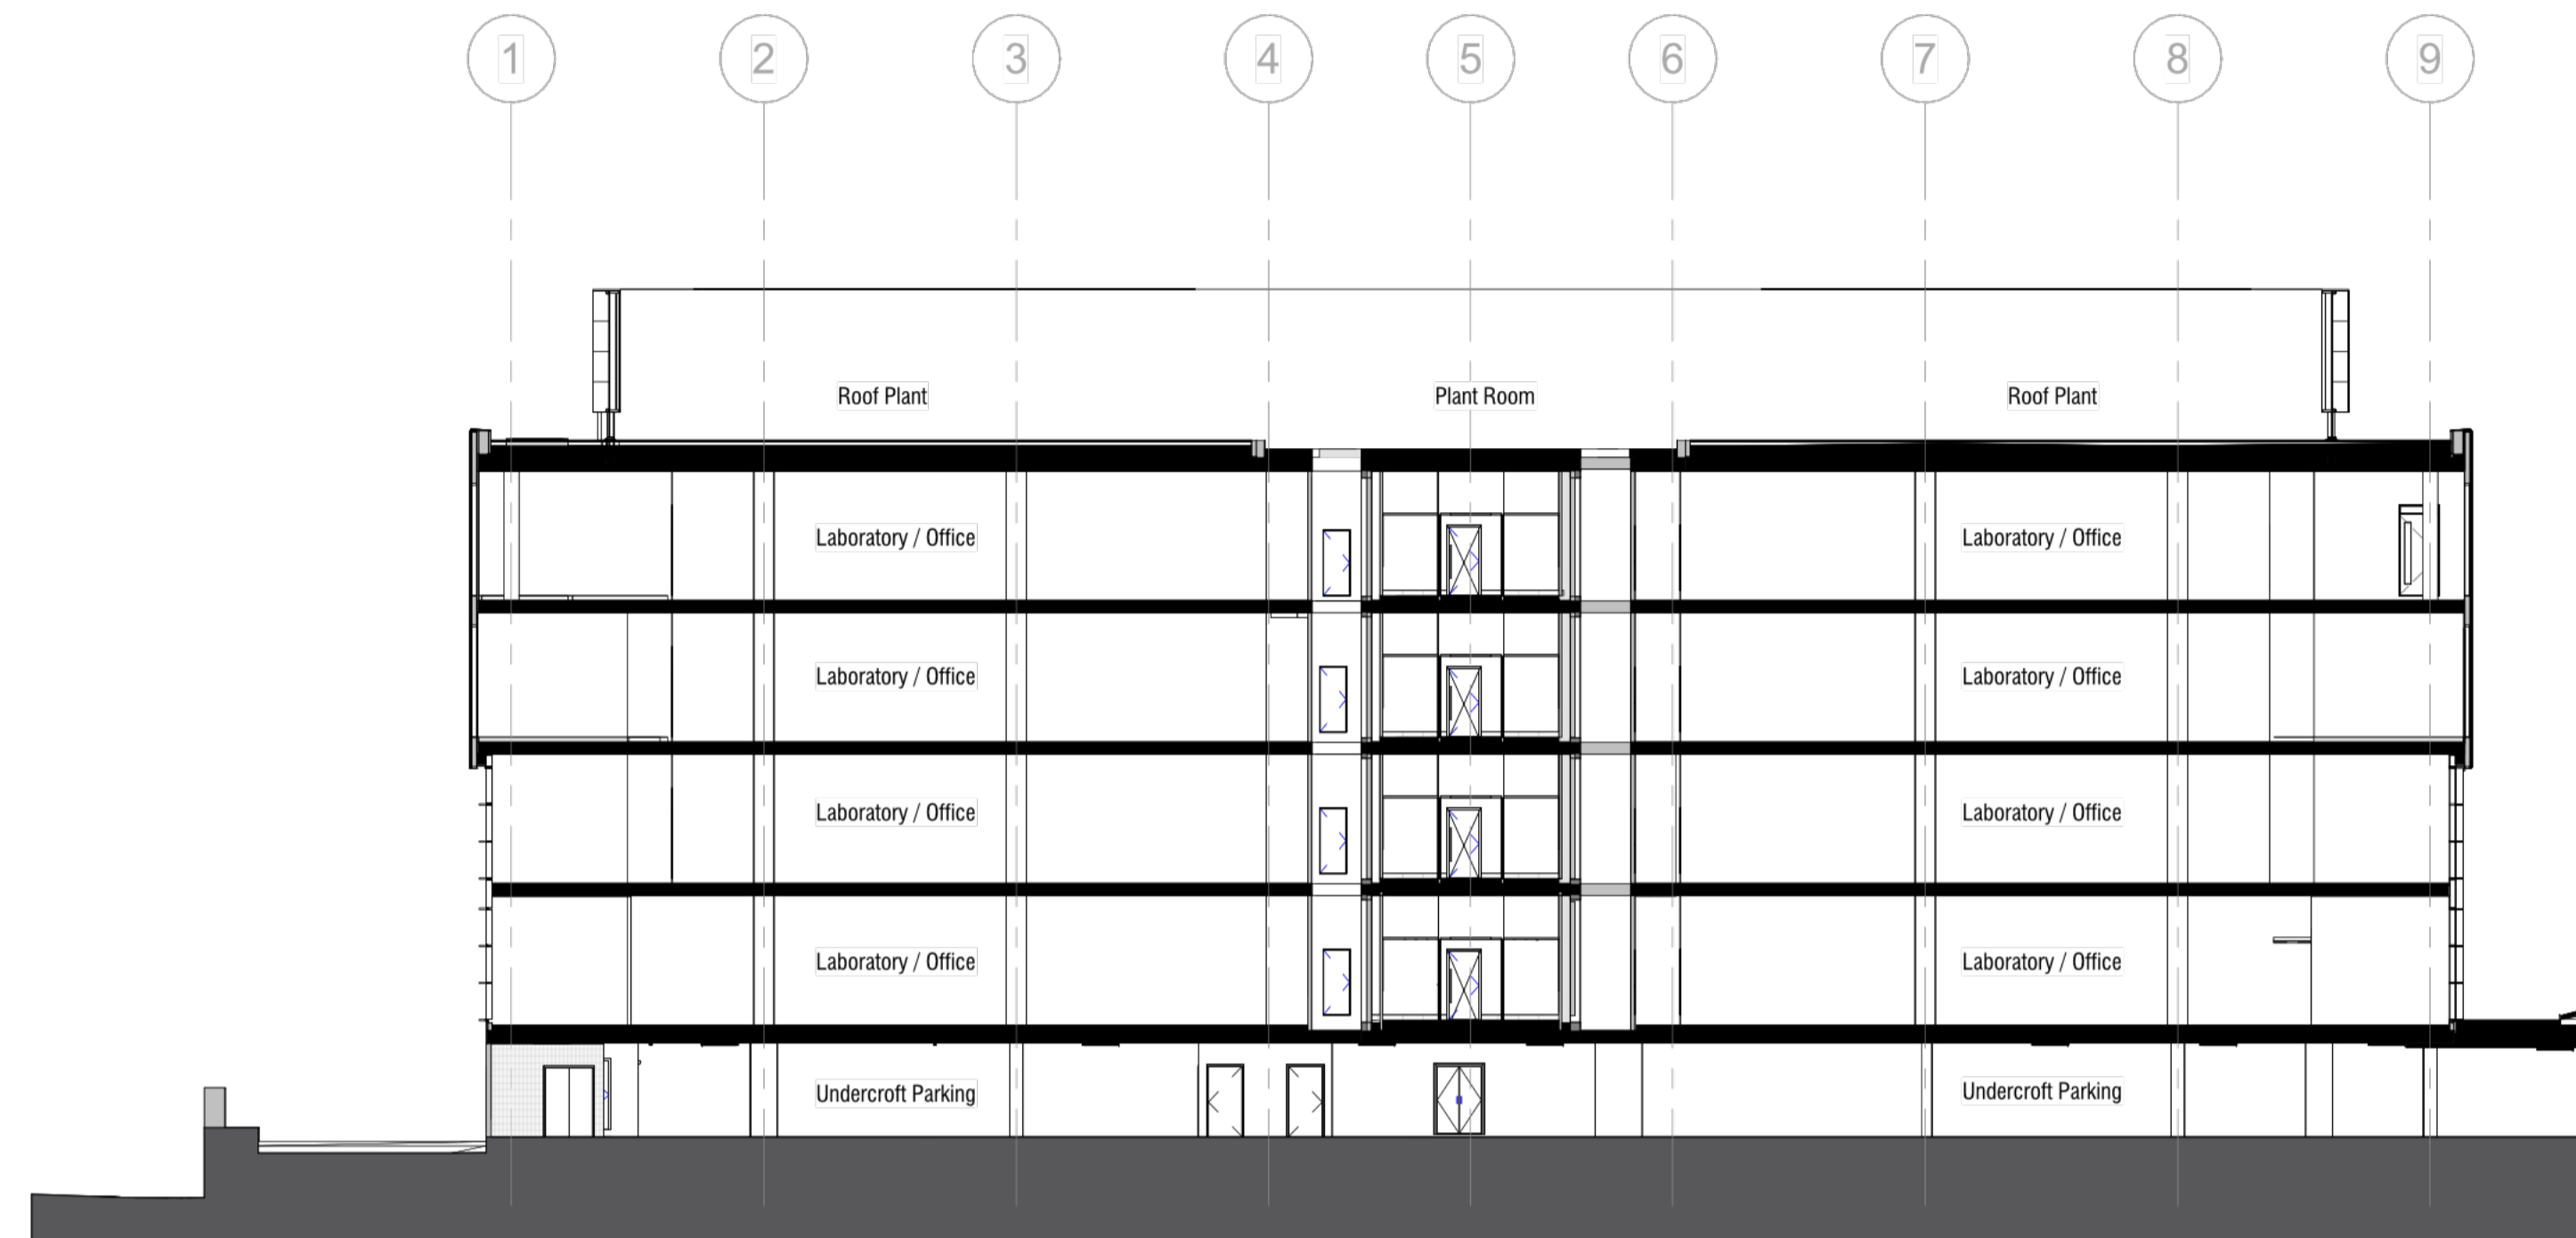 1 2 3 4 5 6 7 8 9
Roof Plant Plant Room Roof Plant
Laboratory / Office Laboratory / Office
Laboratory / Office Laboratory / Office
Laboratory / Office Laboratory / Office
Laboratory / Office Laboratory / Office
Undercroft Parking Undercroft Parking